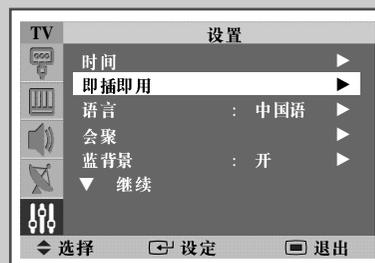 TV 设置
时间 ▶
即插即用 ▶
语言 : 中国语 ▶
会聚 ▶
蓝背景 : 开 ▶
▼ 继续
选择 设定 退出